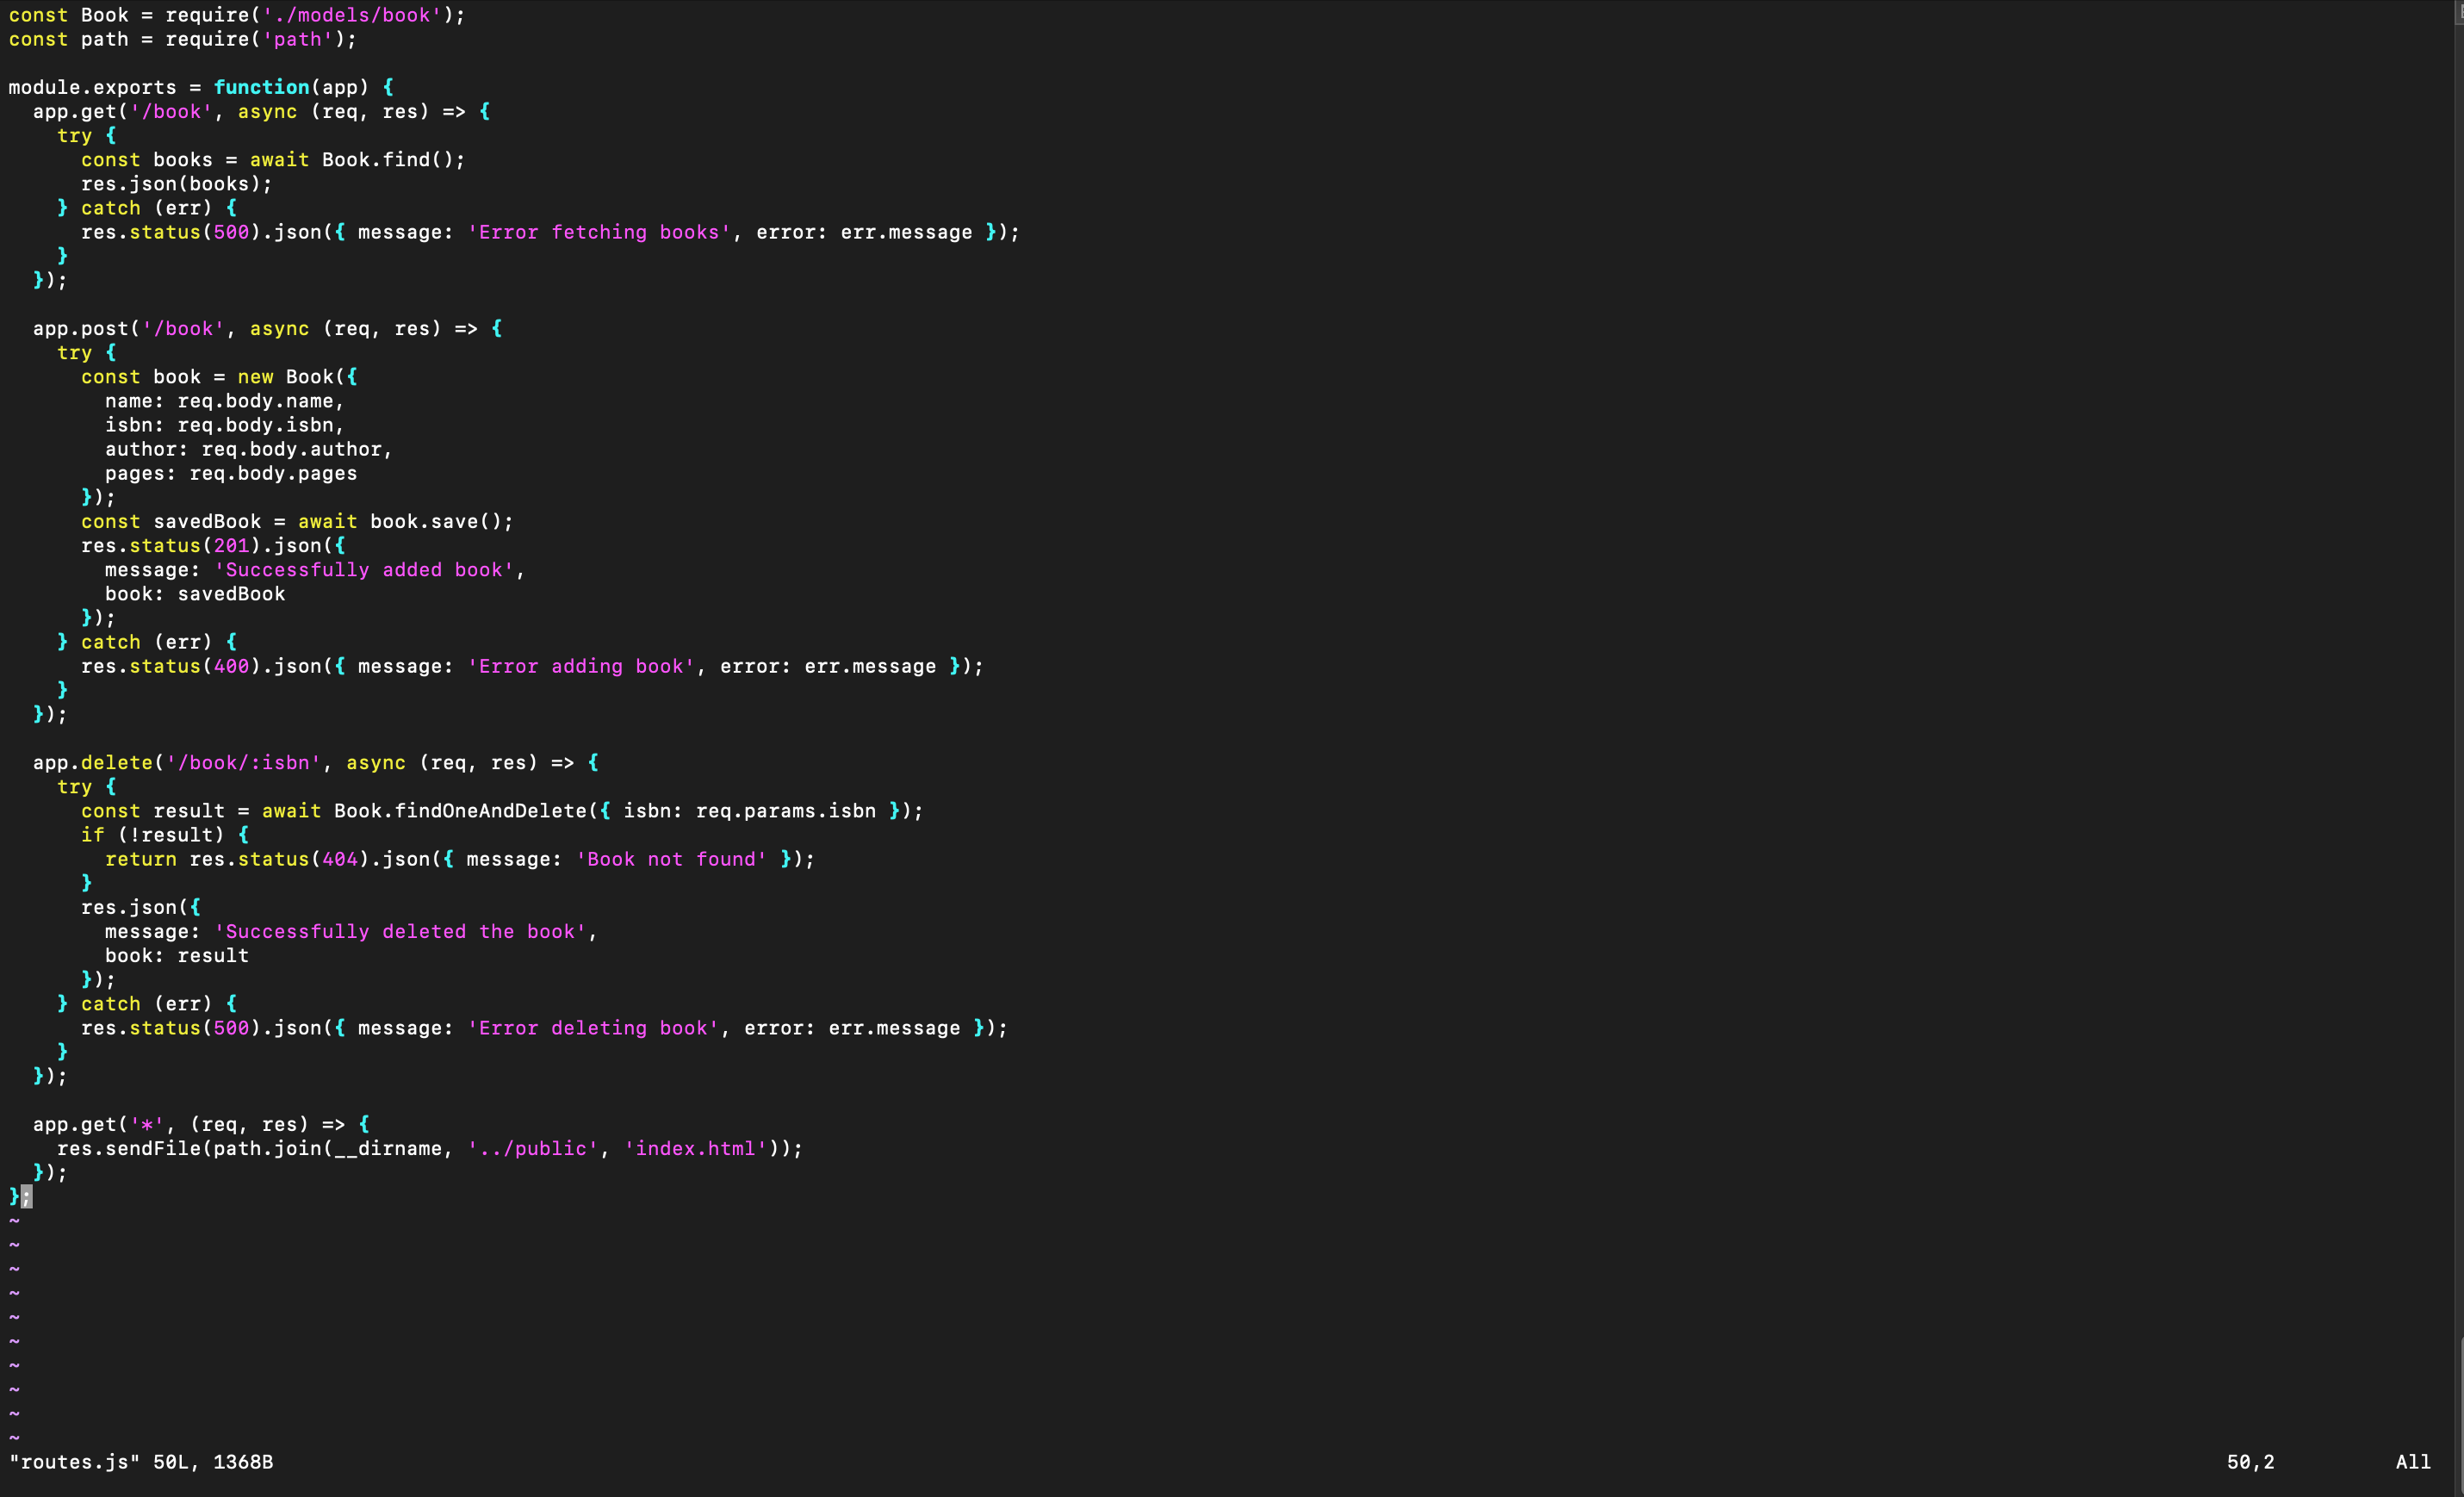 const Book = require('./models/book');
const path = require('path');

module.exports = function(app) {
  app.get('/book', async (req, res) => {
    try {
      const books = await Book.find();
      res.json(books);
    } catch (err) {
      res.status(500).json({ message: 'Error fetching books', error: err.message });
    }
  });

  app.post('/book', async (req, res) => {
    try {
      const book = new Book({
        name: req.body.name,
        isbn: req.body.isbn,
        author: req.body.author,
        pages: req.body.pages
      });
      const savedBook = await book.save();
      res.status(201).json({
        message: 'Successfully added book',
        book: savedBook
      });
    } catch (err) {
      res.status(400).json({ message: 'Error adding book', error: err.message });
    }
  });

  app.delete('/book/:isbn', async (req, res) => {
    try {
      const result = await Book.findOneAndDelete({ isbn: req.params.isbn });
      if (!result) {
        return res.status(404).json({ message: 'Book not found' });
      }
      res.json({
        message: 'Successfully deleted the book',
        book: result
      });
    } catch (err) {
      res.status(500).json({ message: 'Error deleting book', error: err.message });
    }
  });

  app.get('*', (req, res) => {
    res.sendFile(path.join(__dirname, '../public', 'index.html'));
  });
};
~
~
~
~
~
~
~
~
~
~
"routes.js" 50L, 1368B 50,2 All